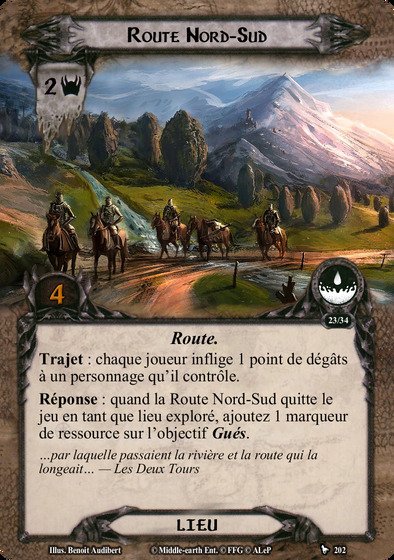 Route Nord-Sud
2
4
23/34
Route.
Trajet : chaque joueur inflige 1 point de dégâts
à un personnage qu'il contrôle.
Réponse : quand la Route Nord-Sud quitte le
jeu en tant que lieu exploré, ajoutez 1 marqueur
de ressource sur l'objectif Gués.
…par laquelle passaient la rivière et la route qui la
longeait… — Les Deux Tours
LIEU
Illus. Benoit Audibert
© Middle-earth Ent. © FFG © ALeP
202